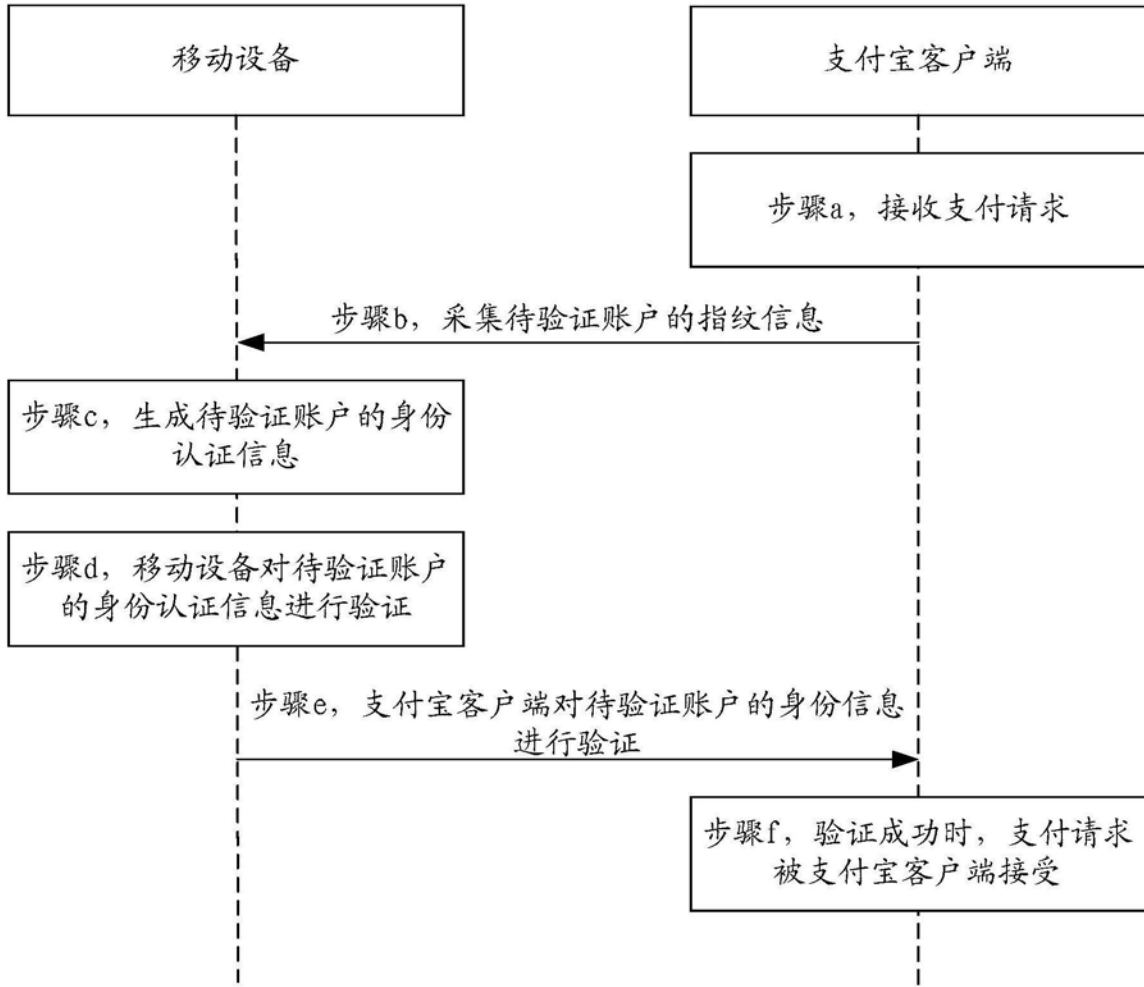 移动设备
支付宝客户端
步骤a，接收支付请求
步骤b，采集待验证账户的指纹信息
步骤c，生成待验证账户的身份
认证信息
步骤d，移动设备对待验证账户
的身份认证信息进行验证
步骤e，支付宝客户端对待验证账户的身份信息
进行验证
步骤f，验证成功时，支付请求
被支付宝客户端接受